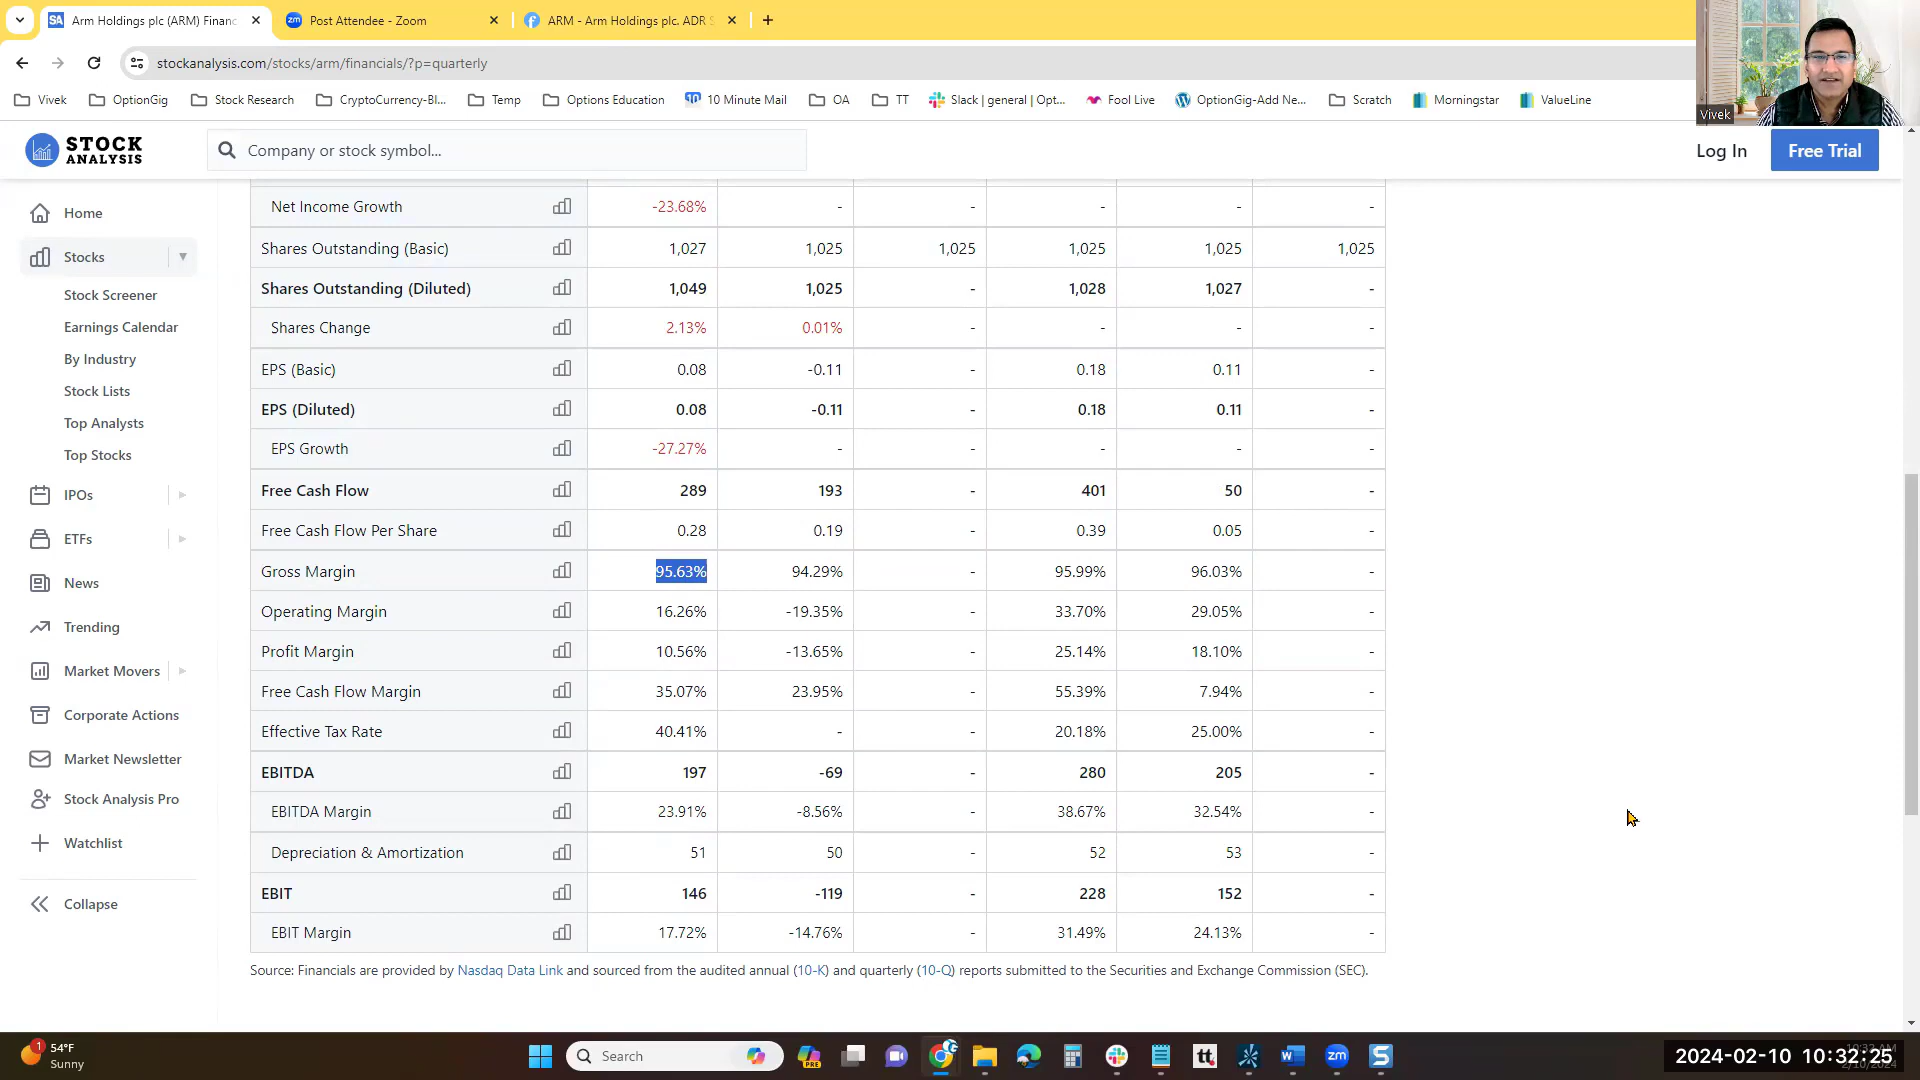 Arm Holdings plc (ARM) Financ
Post Attendee - Zoom
ARM - Arm Holdings plc. ADR S
stockanalysis.com/stocks/arm/financials/?p=quarterly
Vivek
OptionGig
Stock Research
CryptoCurrency-Bl...
Temp
Options Education
10 Minute Mail
OA
TT
Slack | general | Opt...
Fool Live
OptionGig-Add Ne...
Scratch
Morningstar
ValueLine
Vivek
STOCK
ANALYSIS
Company or stock symbol...
Log In
Free Trial
Home
Stocks
Stock Screener
Earnings Calendar
By Industry
Stock Lists
Top Analysts
Top Stocks
IPOs
ETFs
News
Trending
Market Movers
Corporate Actions
Market Newsletter
Stock Analysis Pro
Watchlist
Collapse
Net Income Growth -23.68% - - - - -
Shares Outstanding (Basic) 1,027 1,025 1,025 1,025 1,025 1,025
Shares Outstanding (Diluted) 1,049 1,025 - 1,028 1,027 -
Shares Change 2.13% 0.01% - - - -
EPS (Basic) 0.08 -0.11 - 0.18 0.11 -
EPS (Diluted) 0.08 -0.11 - 0.18 0.11 -
EPS Growth -27.27% - - - - -
Free Cash Flow 289 193 - 401 50 -
Free Cash Flow Per Share 0.28 0.19 - 0.39 0.05 -
Gross Margin 95.63% 94.29% - 95.99% 96.03% -
Operating Margin 16.26% -19.35% - 33.70% 29.05% -
Profit Margin 10.56% -13.65% - 25.14% 18.10% -
Free Cash Flow Margin 35.07% 23.95% - 55.39% 7.94% -
Effective Tax Rate 40.41% - - 20.18% 25.00% -
EBITDA 197 -69 - 280 205 -
EBITDA Margin 23.91% -8.56% - 38.67% 32.54% -
Depreciation & Amortization 51 50 - 52 53 -
EBIT 146 -119 - 228 152 -
EBIT Margin 17.72% -14.76% - 31.49% 24.13% -
Source: Financials are provided by Nasdaq Data Link and sourced from the audited annual (10-K) and quarterly (10-Q) reports submitted to the Securities and Exchange Commission (SEC).
1
54°F
Sunny
Search
PRE
tt
2024-02-10 10:32:25